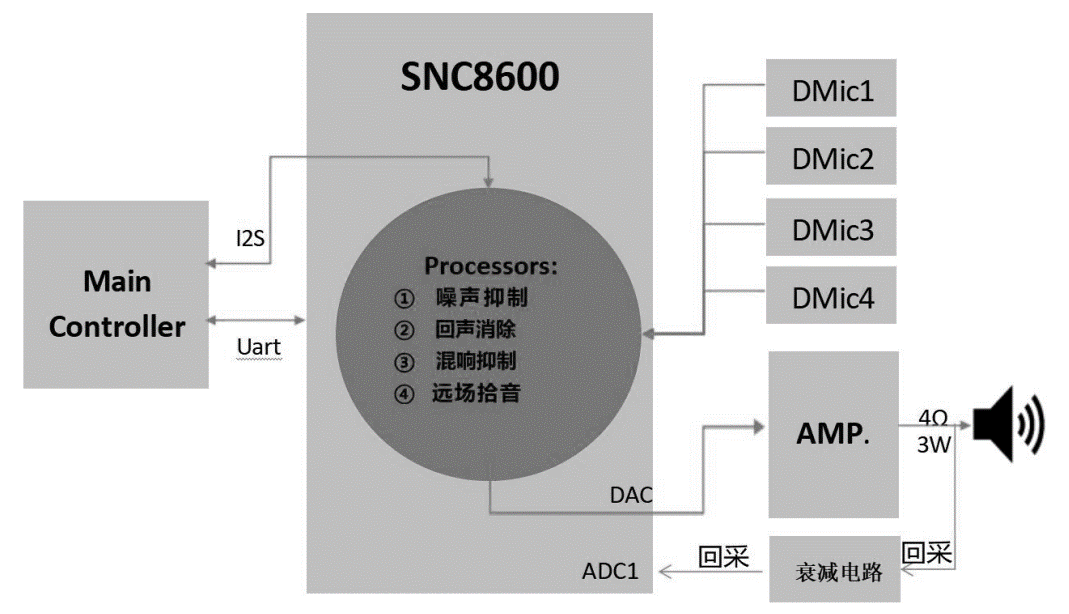 SNC8600
DMic1
DMic2
DMic3
DMic4
I2S
Main
Controller
Uart
Processors:
① 噪声抑制
② 回声消除
③ 混响抑制
④ 远场拾音
AMP.
4Ω
3W
DAC
ADC1
回采
衰减电路
回采